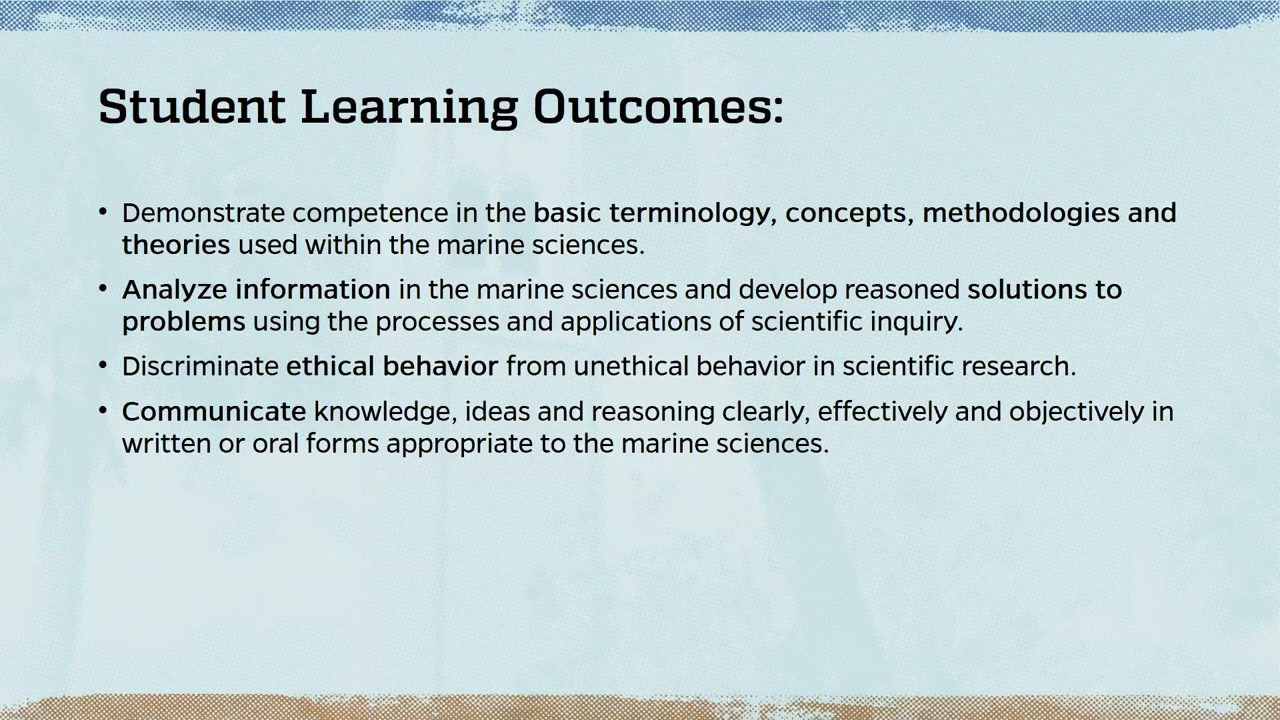 Student Learning Outcomes:
• Demonstrate competence in the basic terminology, concepts, methodologies and
theories used within the marine sciences.
• Analyze information in the marine sciences and develop reasoned solutions to
problems using the processes and applications of scientific inquiry.
• Discriminate ethical behavior from unethical behavior in scientific research.
• Communicate knowledge, ideas and reasoning clearly, effectively and objectively in
written or oral forms appropriate to the marine sciences.